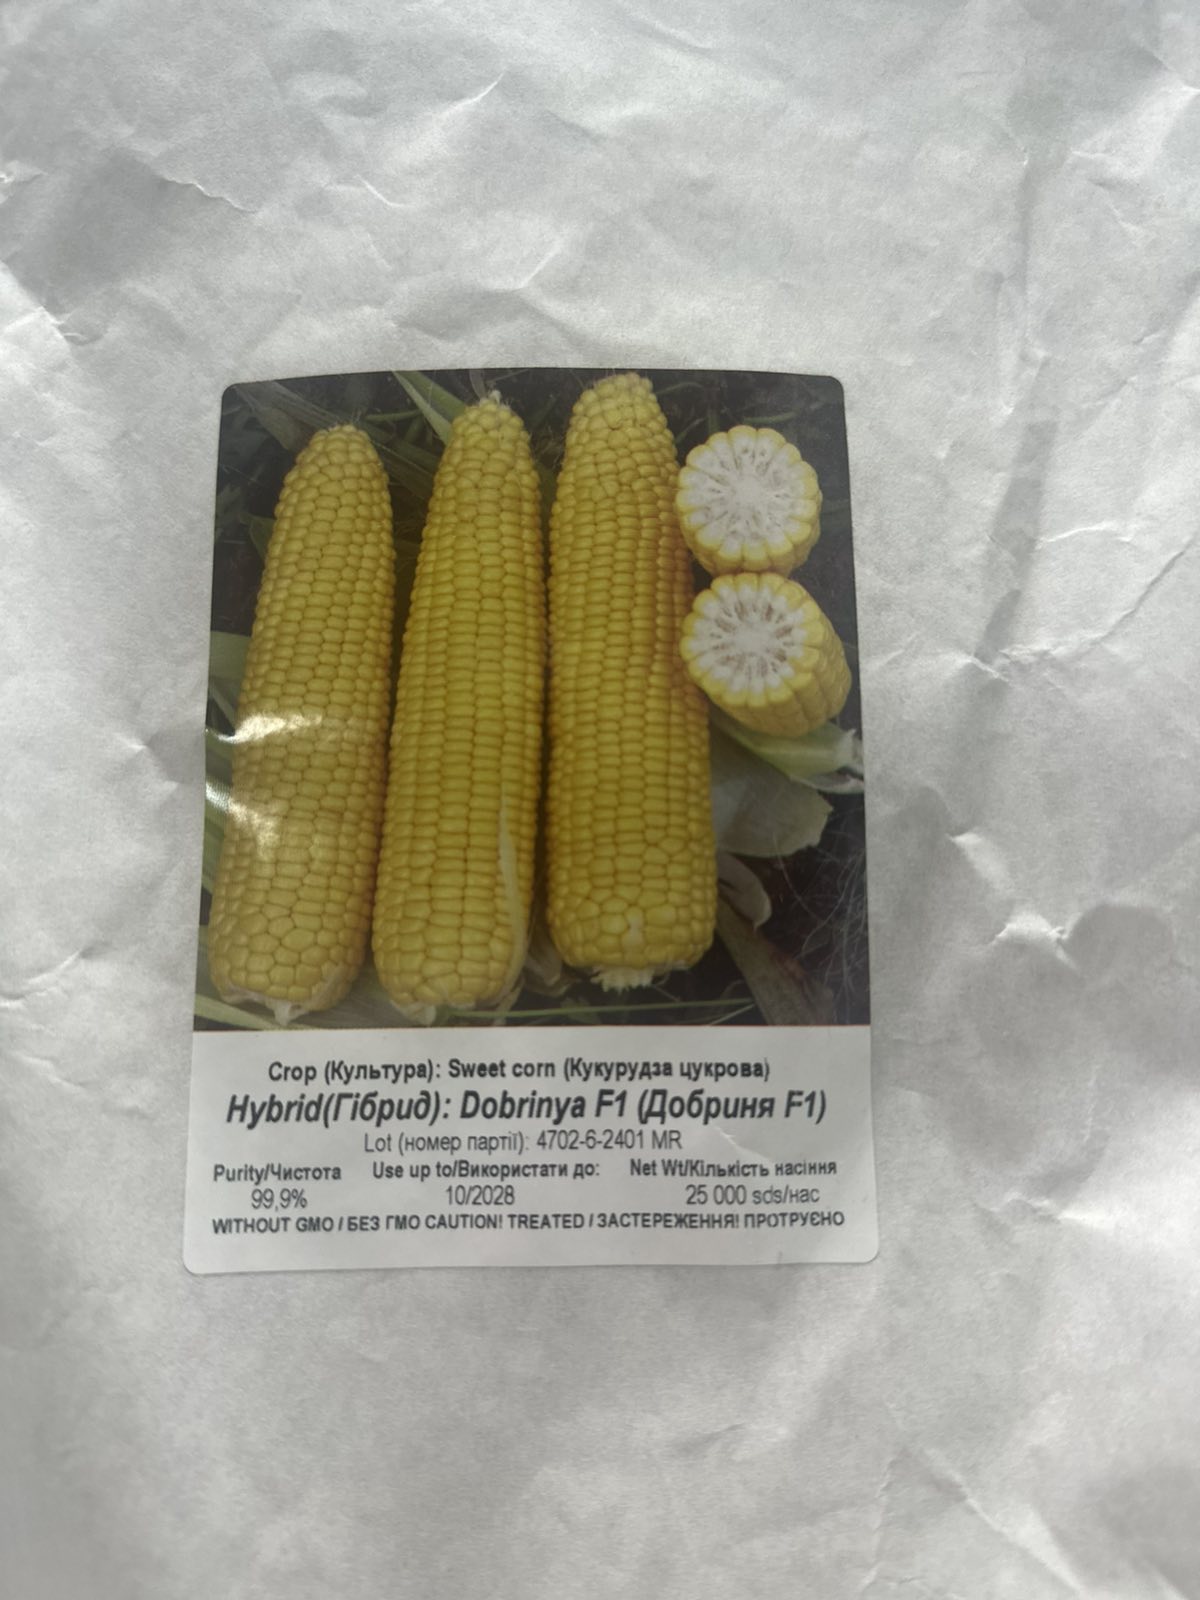 Crop (Культура): Sweet corn (Кукурудза цукрова)
Hybrid(Гібрид): Dobrinya F1 (Добриня F1)
Lot (номер партії): 4702-6-2401 MR
Purity/Чистота Use up to/Використати до: Net Wt/Кількість насіння
99,9% 10/2028 25 000 sds/нас
WITHOUT GMO / БЕЗ ГМО CAUTION! TREATED / ЗАСТЕРЕЖЕННЯ! ПРОТРУЄНО